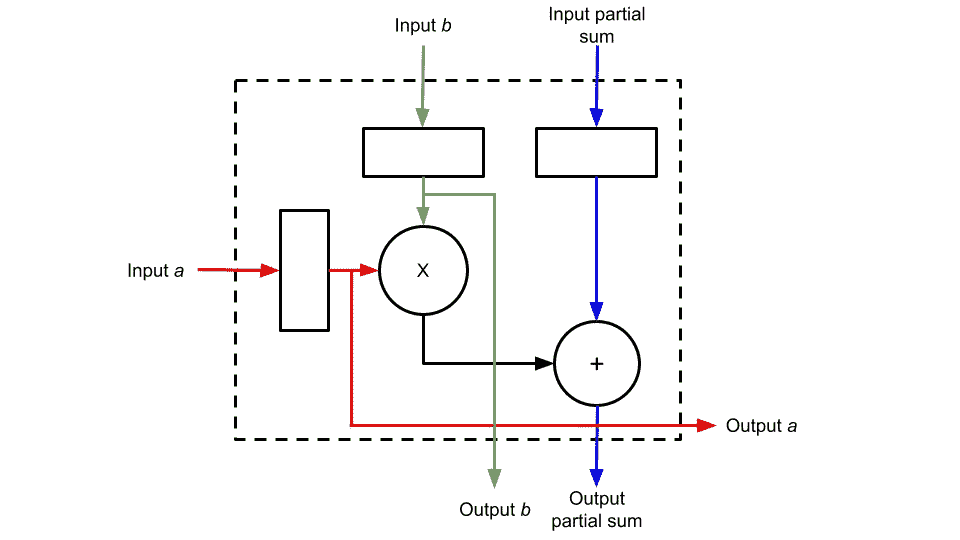 Input b
Input partial
sum
Input a
X
+
Output a
Output b
Output
partial sum